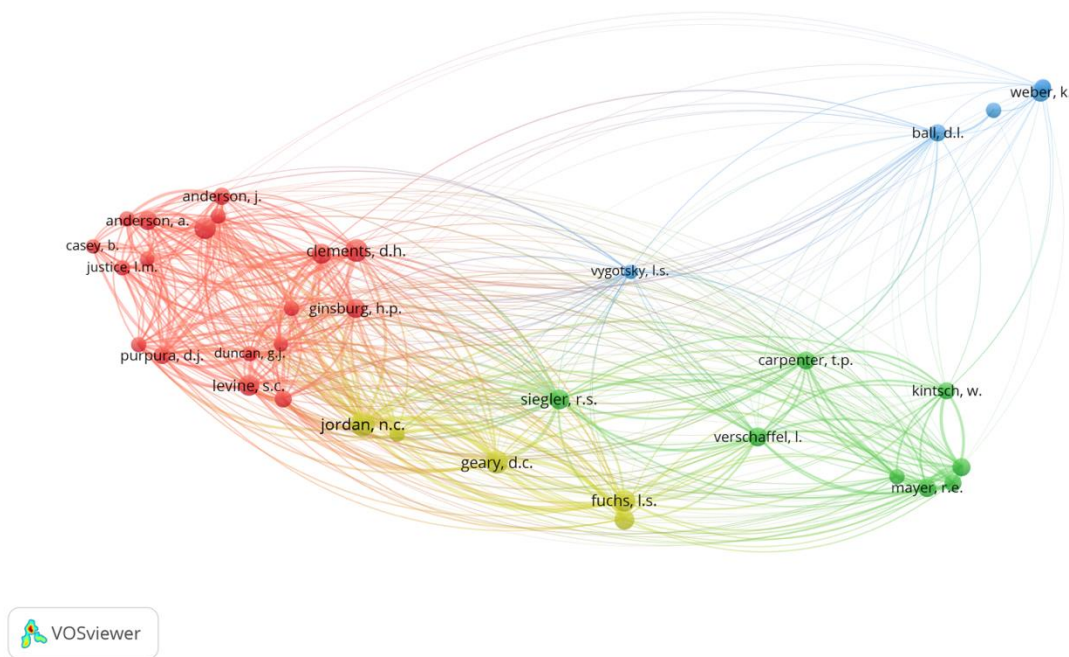 weber, k
ball, d.l.
anderson, j.
anderson, a.
casey, b.
clements, d.h.
justice, l.m.
vygotsky, l.s.
ginsburg, h.p.
purpura, d.j.
duncan, g.j.
carpenter, t.p.
levine, s.c.
kintsch, w.
siegler, r.s.
jordan, n.c.
verschaffel, l.
geary, d.c.
mayer, r.e.
fuchs, l.s.
VOSviewer